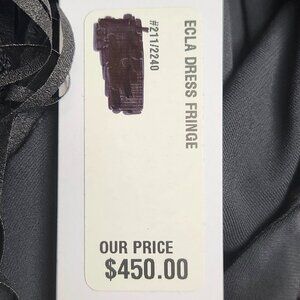 ECLA DRESS FRINGE
#211/2240
OUR PRICE
$450.00